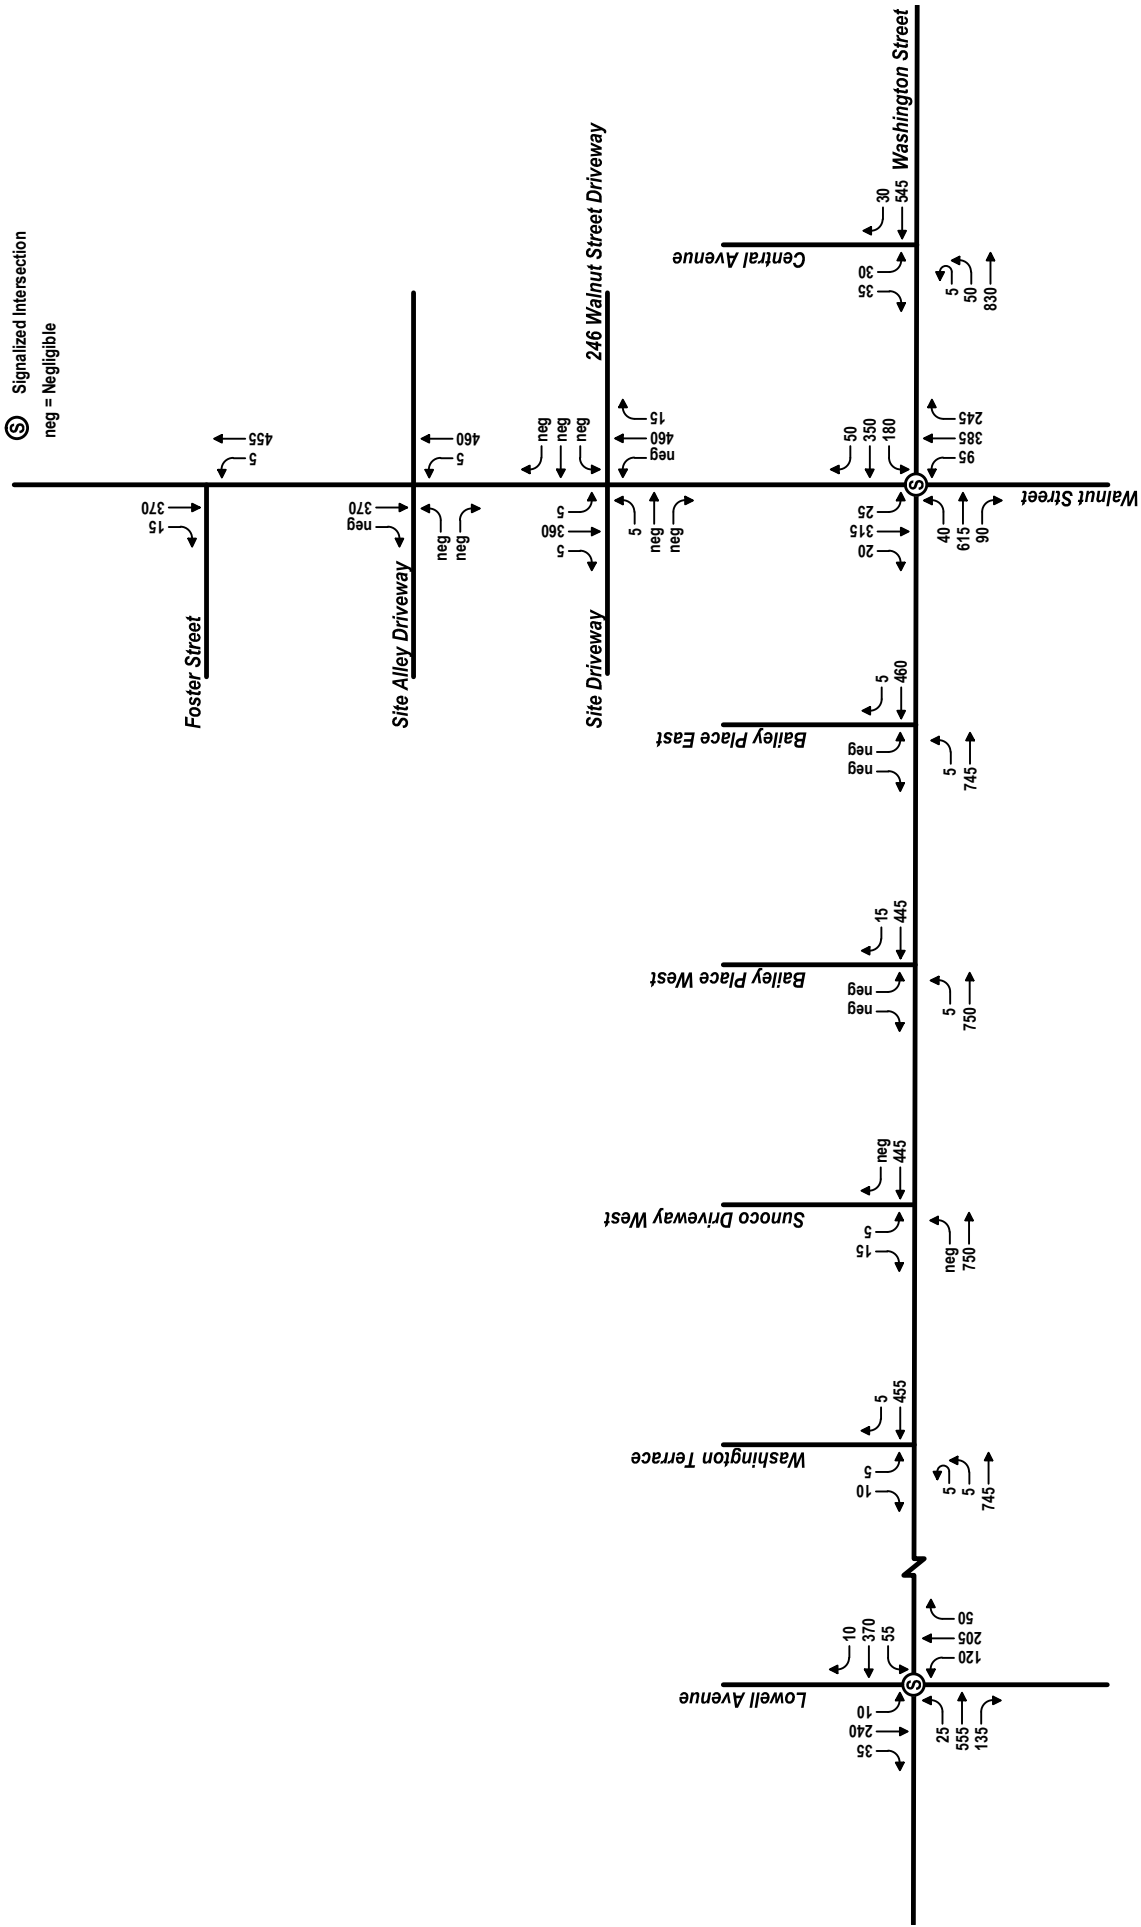 Signalized Intersection
S
neg = Negligible
Washington Street
246 Walnut Street Driveway
Central Avenue
30
545
30
35
5
50
830
455
5
370
15
Foster Street
460
5
370
neg
neg
neg
Site Alley Driveway
neg
neg
neg
15
460
neg
5
360
5
5
neg
neg
Site Driveway
50
350
180
245
385
95
S
25
315
20
40
615
90
Walnut Street
5
460
Bailey Place East
neg
neg
5
745
15
445
Bailey Place West
neg
neg
5
750
neg
445
Sunoco Driveway West
5
15
neg
750
5
455
Washington Terrace
5
10
5
5
745
10
370
55
50
205
120
Lowell Avenue
S
10
240
35
25
555
135